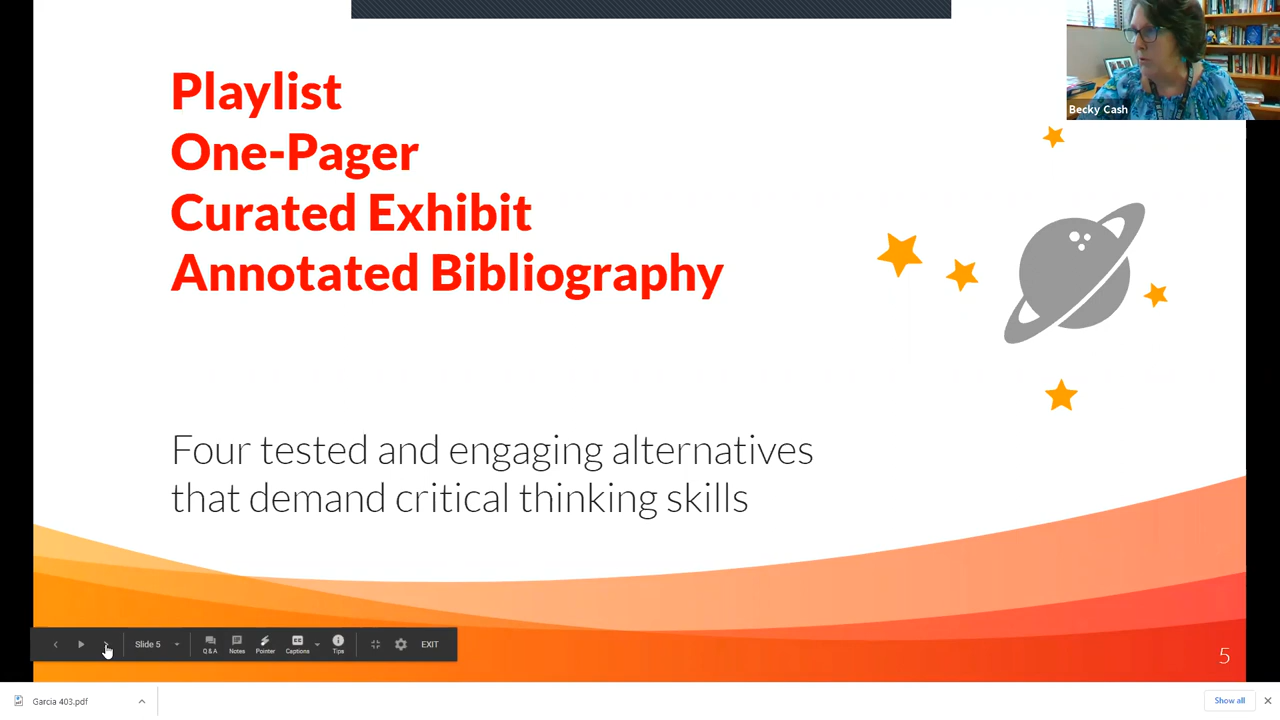 Playlist
One-Pager
Curated Exhibit
Annotated Bibliography
Becky Cash
Four tested and engaging alternatives
that demand critical thinking skills
5
Slide 5
Q & A
Notes
Pointer
CC
Captions
Tips
EXIT
Garcia 403.pdf
Show all